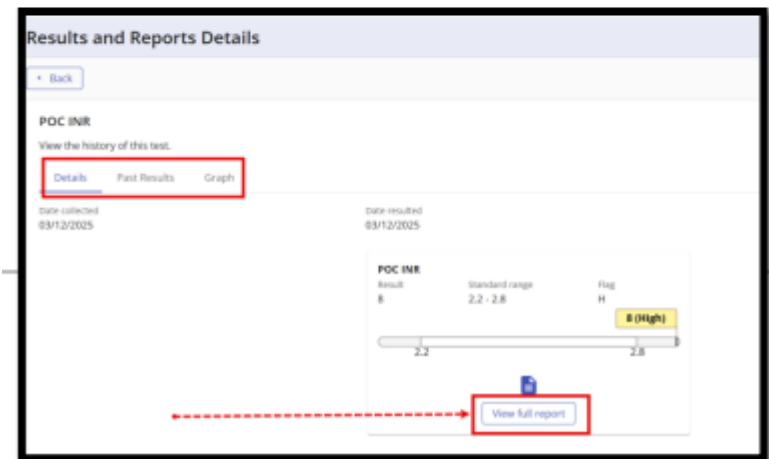 Results and Reports Details
Back
POC INR
View the history of this test.
Details Past Results Graph
Date collected Date resulted
03/12/2025 03/12/2025
POC INR
Result Standard range Flag
8 2.2 - 2.8 H
8 (High)
2.2 2.8
View full report